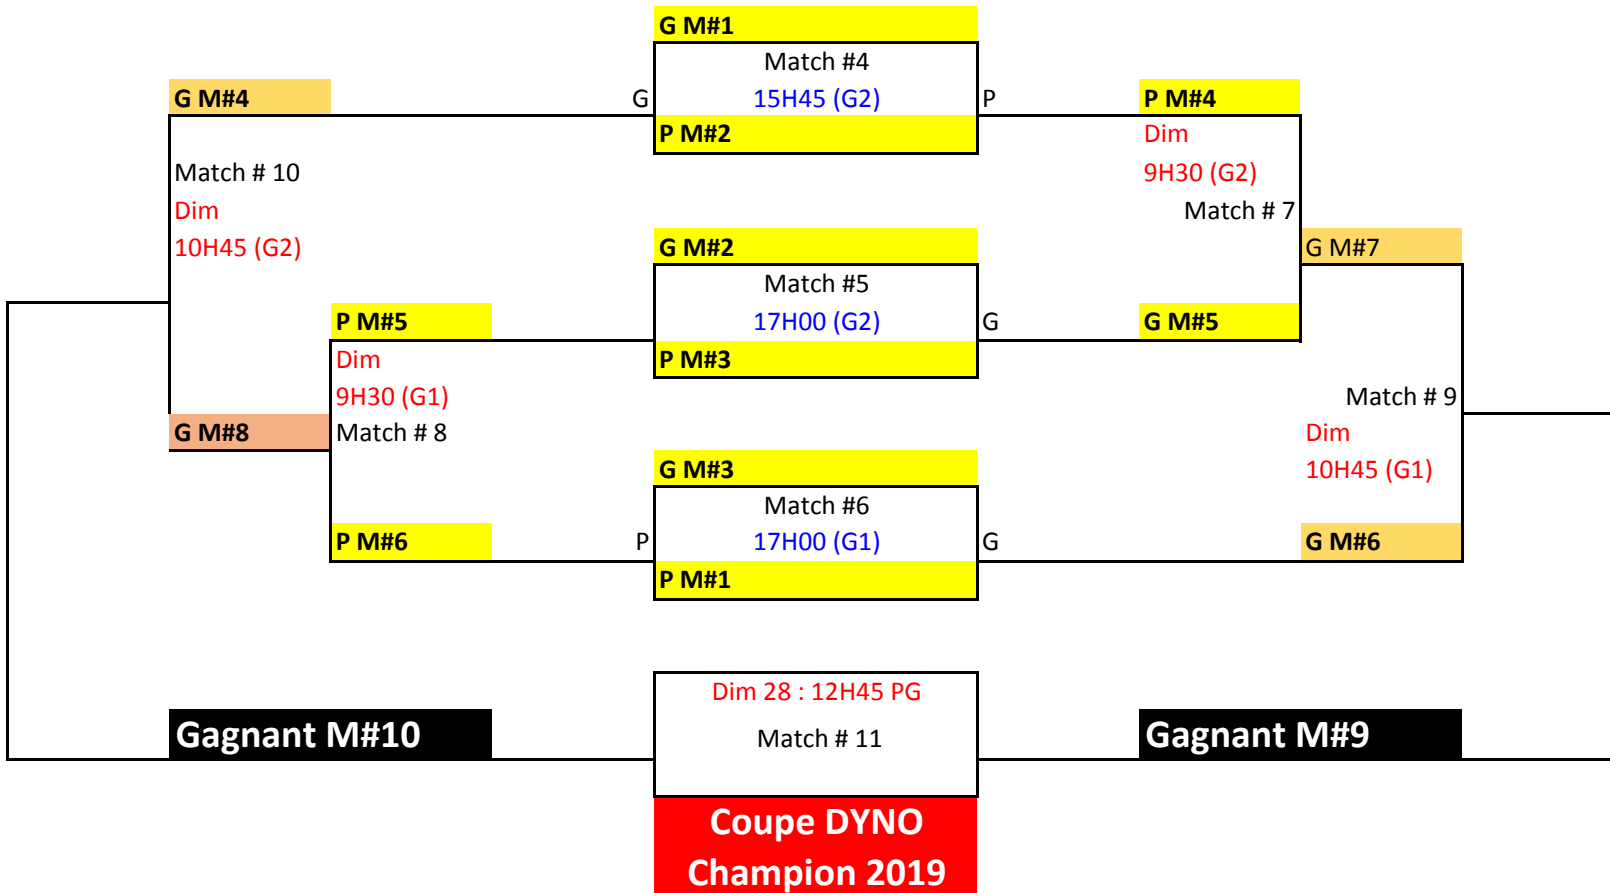 G M#1
Match #4
G M#4
G
15H45 (G2)
P
P M#4
P M#2
Dim
Match # 10
9H30 (G2)
Dim
Match # 7
10H45 (G2)
G M#2
G M#7
Match #5
P M#5
17H00 (G2)
G
G M#5
Dim
P M#3
9H30 (G1)
Match # 9
G M#8
Match # 8
Dim
G M#3
10H45 (G1)
Match #6
P M#6
P
17H00 (G1)
G
G M#6
P M#1
Dim 28 : 12H45 PG
Gagnant M#10
Match # 11
Gagnant M#9
Coupe DYNO
Champion 2019